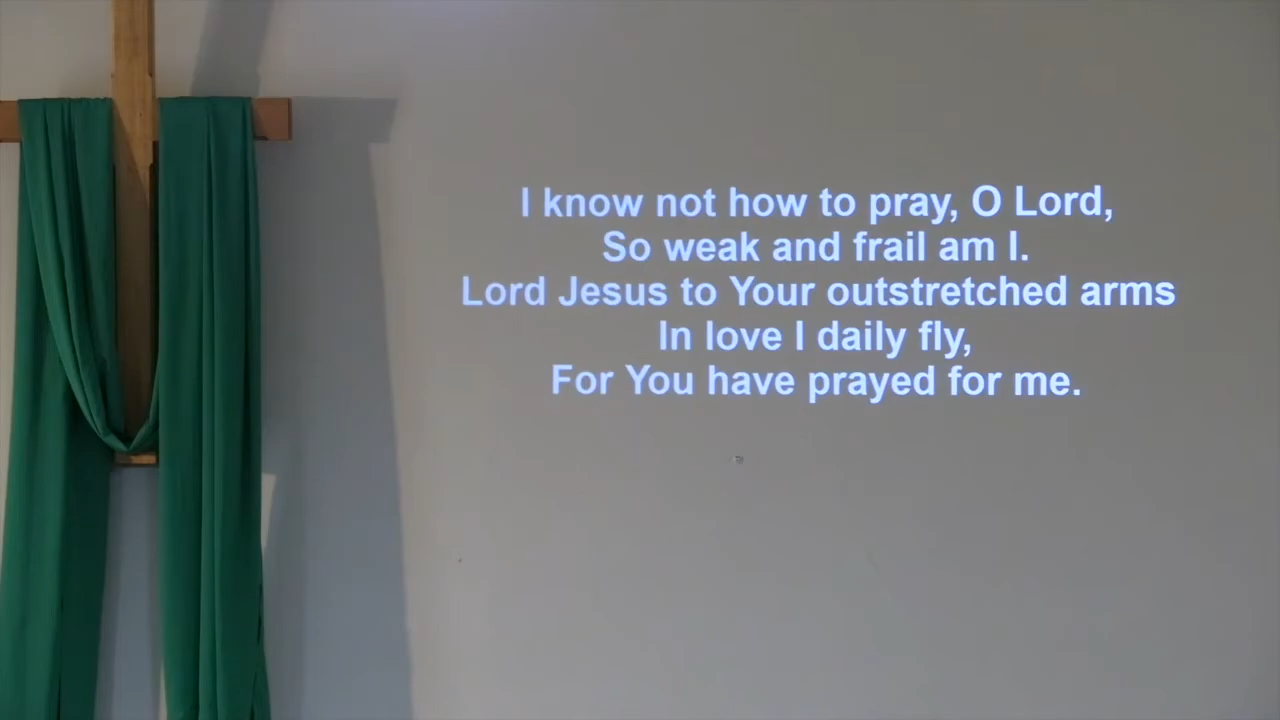 I know not how to pray, O Lord,
So weak and frail am I.
Lord Jesus to Your outstretched arms
In love I daily fly,
For You have prayed for me.